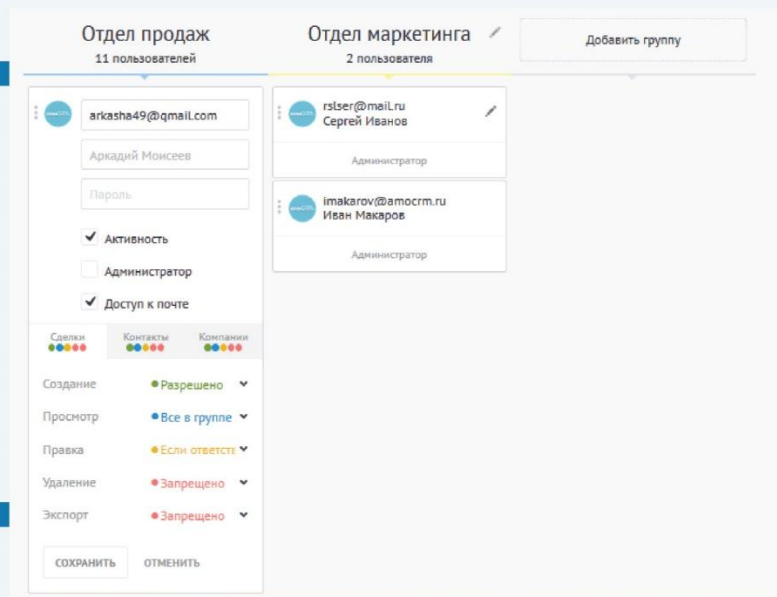 Отдел продаж
11 пользователей
arkasha49@qmail.com
Аркадий Моисеев
Пароль
Активность
Администратор
Доступ к почте
Сделки Контакты Компании
Создание Разрешено
Просмотр Все в группе
Правка Если ответств
Удаление Запрещено
Экспорт Запрещено
СОХРАНИТЬ ОТМЕНИТЬ
Отдел маркетинга
2 пользователя
rslser@mail.ru
Сергей Иванов
Администратор
imakarov@amocrm.ru
Иван Макаров
Администратор
Добавить группу